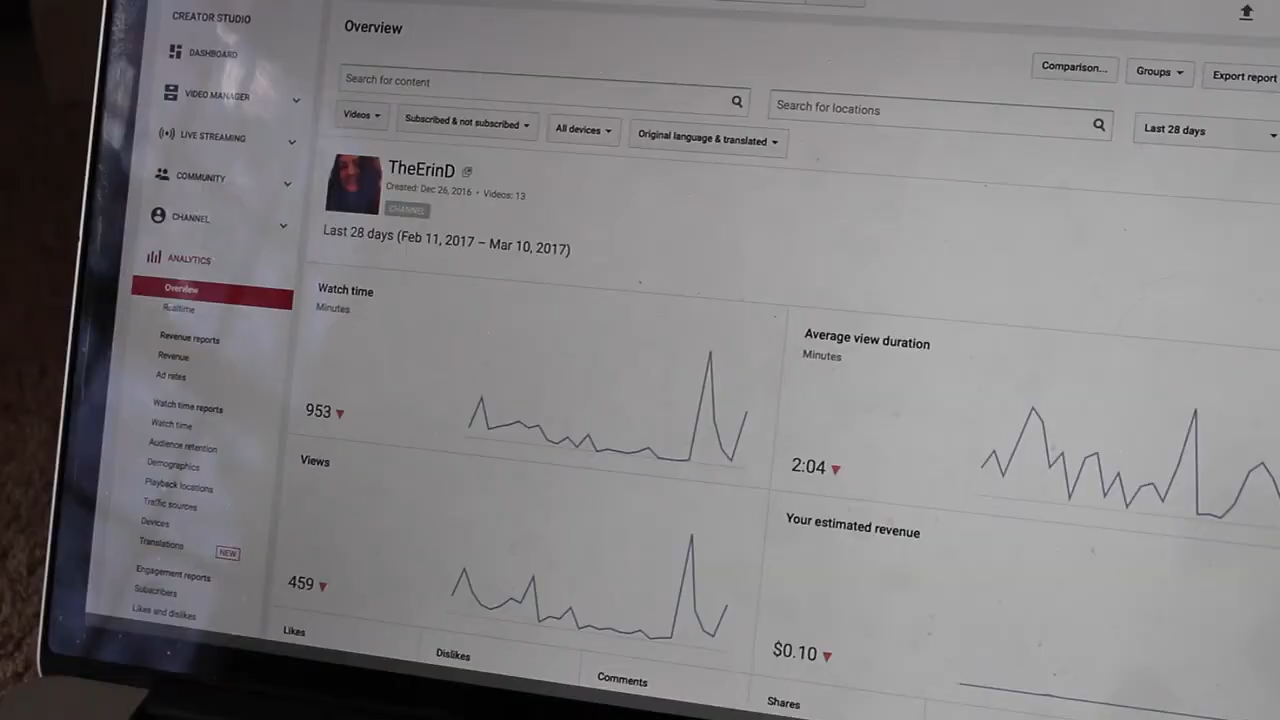 CREATOR STUDIO
DASHBOARD
VIDEO MANAGER
LIVE STREAMING
COMMUNITY
CHANNEL
ANALYTICS
Overview
Realtime
Revenue reports
Revenue
Ad rates
Watch time reports
Watch time
Audience retention
Demographics
Playback locations
Traffic sources
Devices
Translations NEW
Engagement reports
Subscribers
Likes and dislikes
Overview
Comparison... Groups Export report
Search for content
Search for locations
Last 28 days
Videos Subscribed & not subscribed All devices Original language & translated
TheErinD
Created: Dec 26, 2016 • Videos: 13
CHANNEL
Last 28 days (Feb 11, 2017 – Mar 10, 2017)
Watch time
Minutes
953
Average view duration
Minutes
2:04
Views
459
Your estimated revenue
$0.10
Likes
Dislikes
Comments
Shares